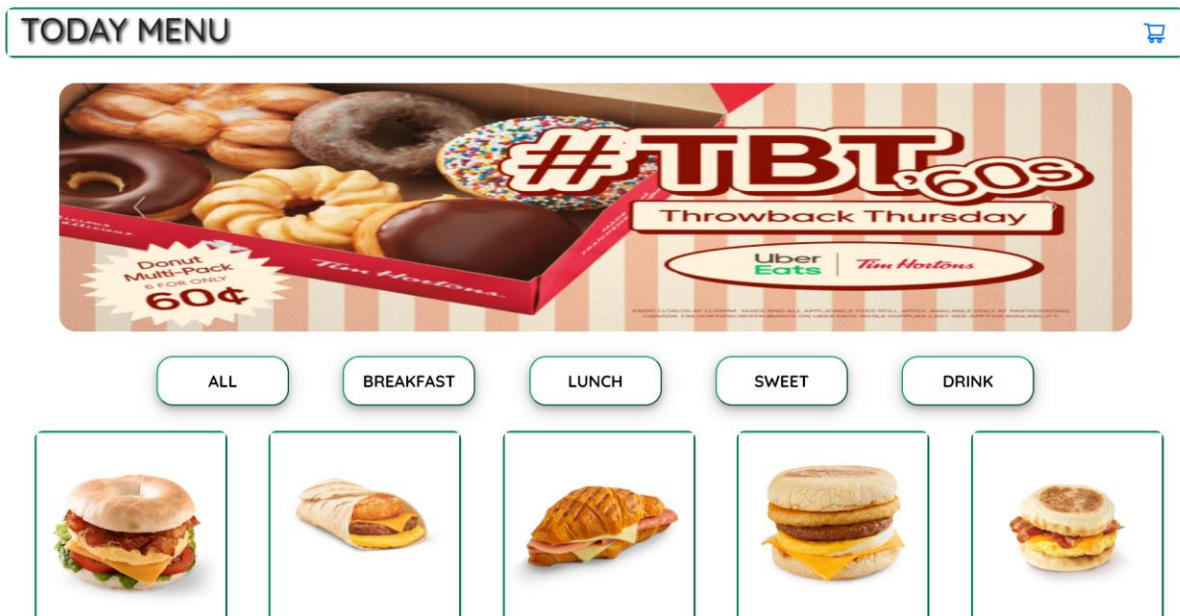 TODAY MENU
#TBT '60s
Throwback Thursday
Uber Eats
Tim Hortons
Donut
Multi-Pack
6 FOR ONLY
60¢
Tim Hortons
ALL
BREAKFAST
LUNCH
SWEET
DRINK